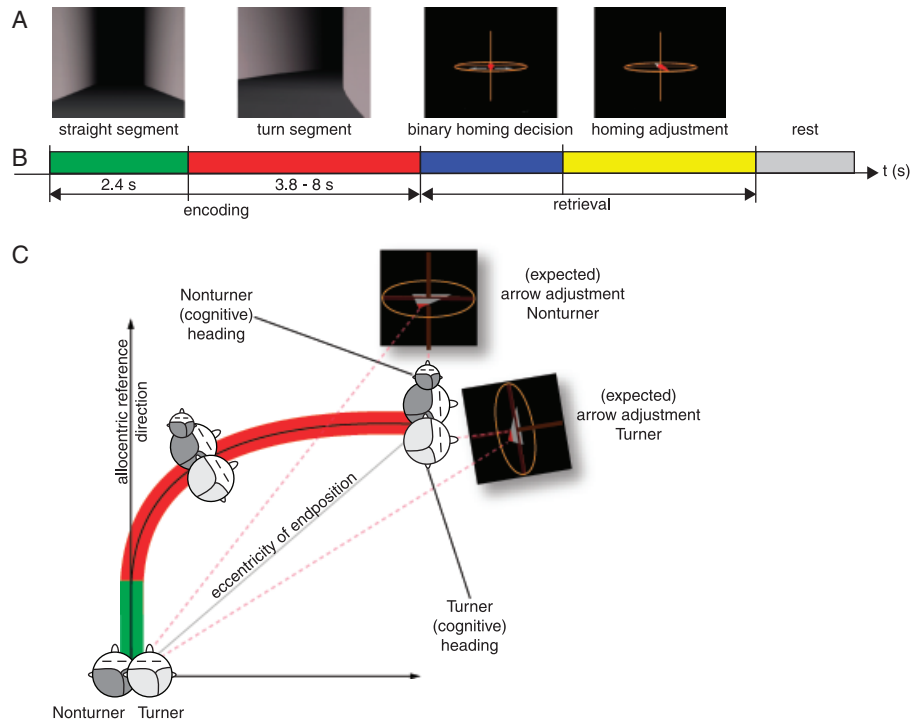 A
straight segment
turn segment
binary homing decision
homing adjustment
rest
B
t (s)
2.4 s
3.8 - 8 s
encoding
retrieval
C
Nonturner
(cognitive)
heading
(expected)
arrow adjustment
Nonturner
allocentric reference
direction
(expected)
arrow adjustment
Turner
eccentricity of endposition
Turner
(cognitive)
heading
Nonturner
Turner